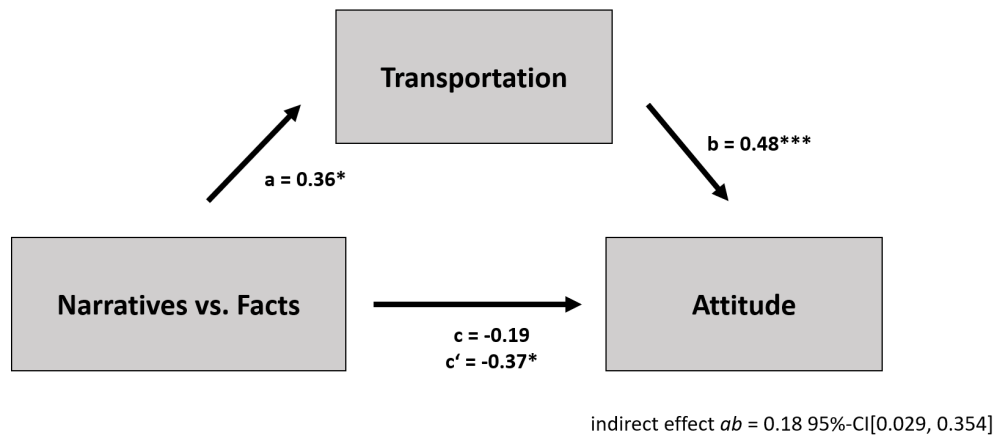 Transportation
a = 0.36*
b = 0.48***
Narratives vs. Facts
Attitude
c = -0.19
c‘ = -0.37*
indirect effect ab = 0.18 95%-CI[0.029, 0.354]